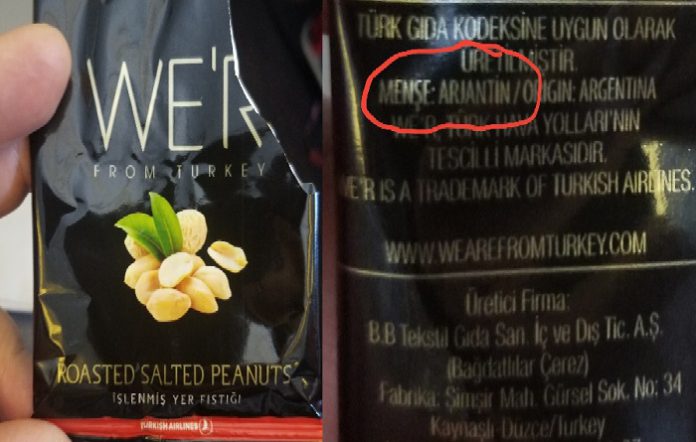 WE'R
FROM TURKEY
ROASTED SALTED PEANUTS
İŞLENMİŞ YER FISTIĞI
TURKISH AIRLINES
TÜRK GIDA KODEKSİNE UYGUN OLARAK
ÜRETİLMİŞTİR.
MENŞE: ARJANTİN / ORIGIN: ARGENTINA
WE'R, TÜRK HAVA YOLLARI'NIN
TESCİLLİ MARKASIDIR.
WE'R IS A TRADEMARK OF TURKISH AIRLINES.
WWW.WEAREFROMTURKEY.COM
Üretici Firma:
B.B Tekstil Gıda San. İç ve Dış Tic. A.Ş.
(Bağdatlılar Çerez)
Fabrika: Şimşir Mah. Gürsel Sok. No: 34
Kaynaşlı-Düzce/Turkey